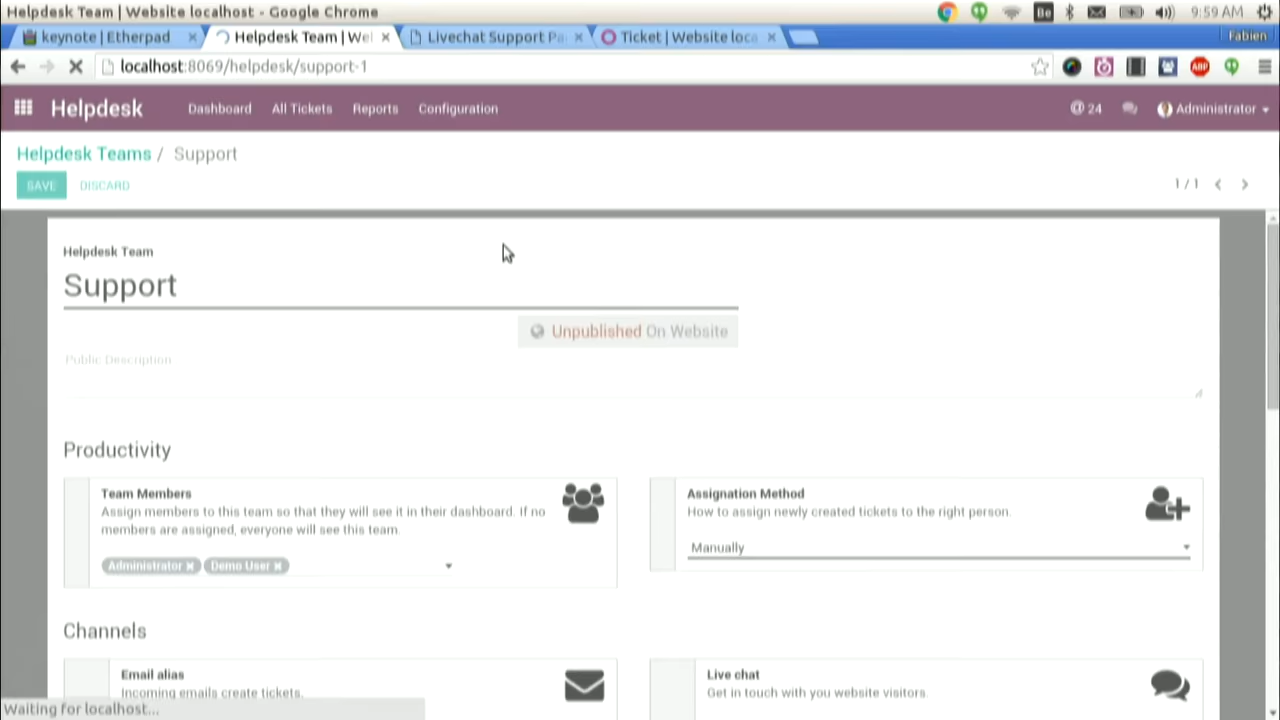 Helpdesk Team | Website localhost - Google Chrome
Be 9:59 AM
keynote | Etherpad × Helpdesk Team | We × Livechat Support Pa × Ticket | Website loca × Fabien
localhost:8069/helpdesk/support-1
ABP
Helpdesk Dashboard All Tickets Reports Configuration @ 24 Administrator
Helpdesk Teams / Support
SAVE DISCARD 1 / 1
Helpdesk Team
Support
Unpublished On Website
Public Description
Productivity
Team Members
Assign members to this team so that they will see it in their dashboard. If no
members are assigned, everyone will see this team.
Administrator × Demo User ×
Assignation Method
How to assign newly created tickets to the right person.
Manually
Channels
Email alias
Incoming emails create tickets.
Live chat
Get in touch with you website visitors.
Waiting for localhost...